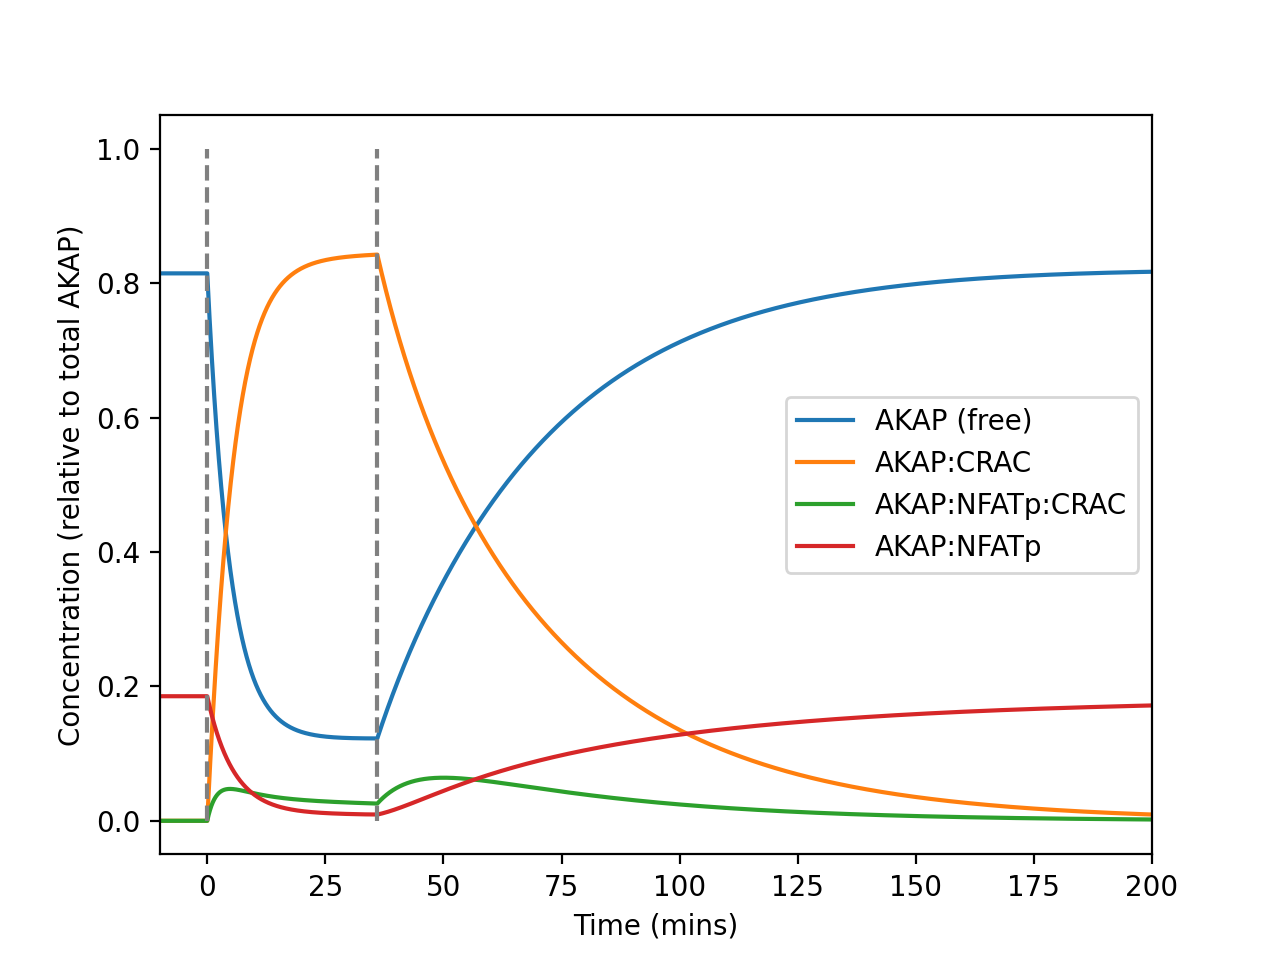 1.0
0.8
0.6
0.4
0.2
0.0
Concentration (relative to total AKAP)
AKAP (free)
AKAP:CRAC
AKAP:NFATp:CRAC
AKAP:NFATp
0 25 50 75 100 125 150 175 200
Time (mins)